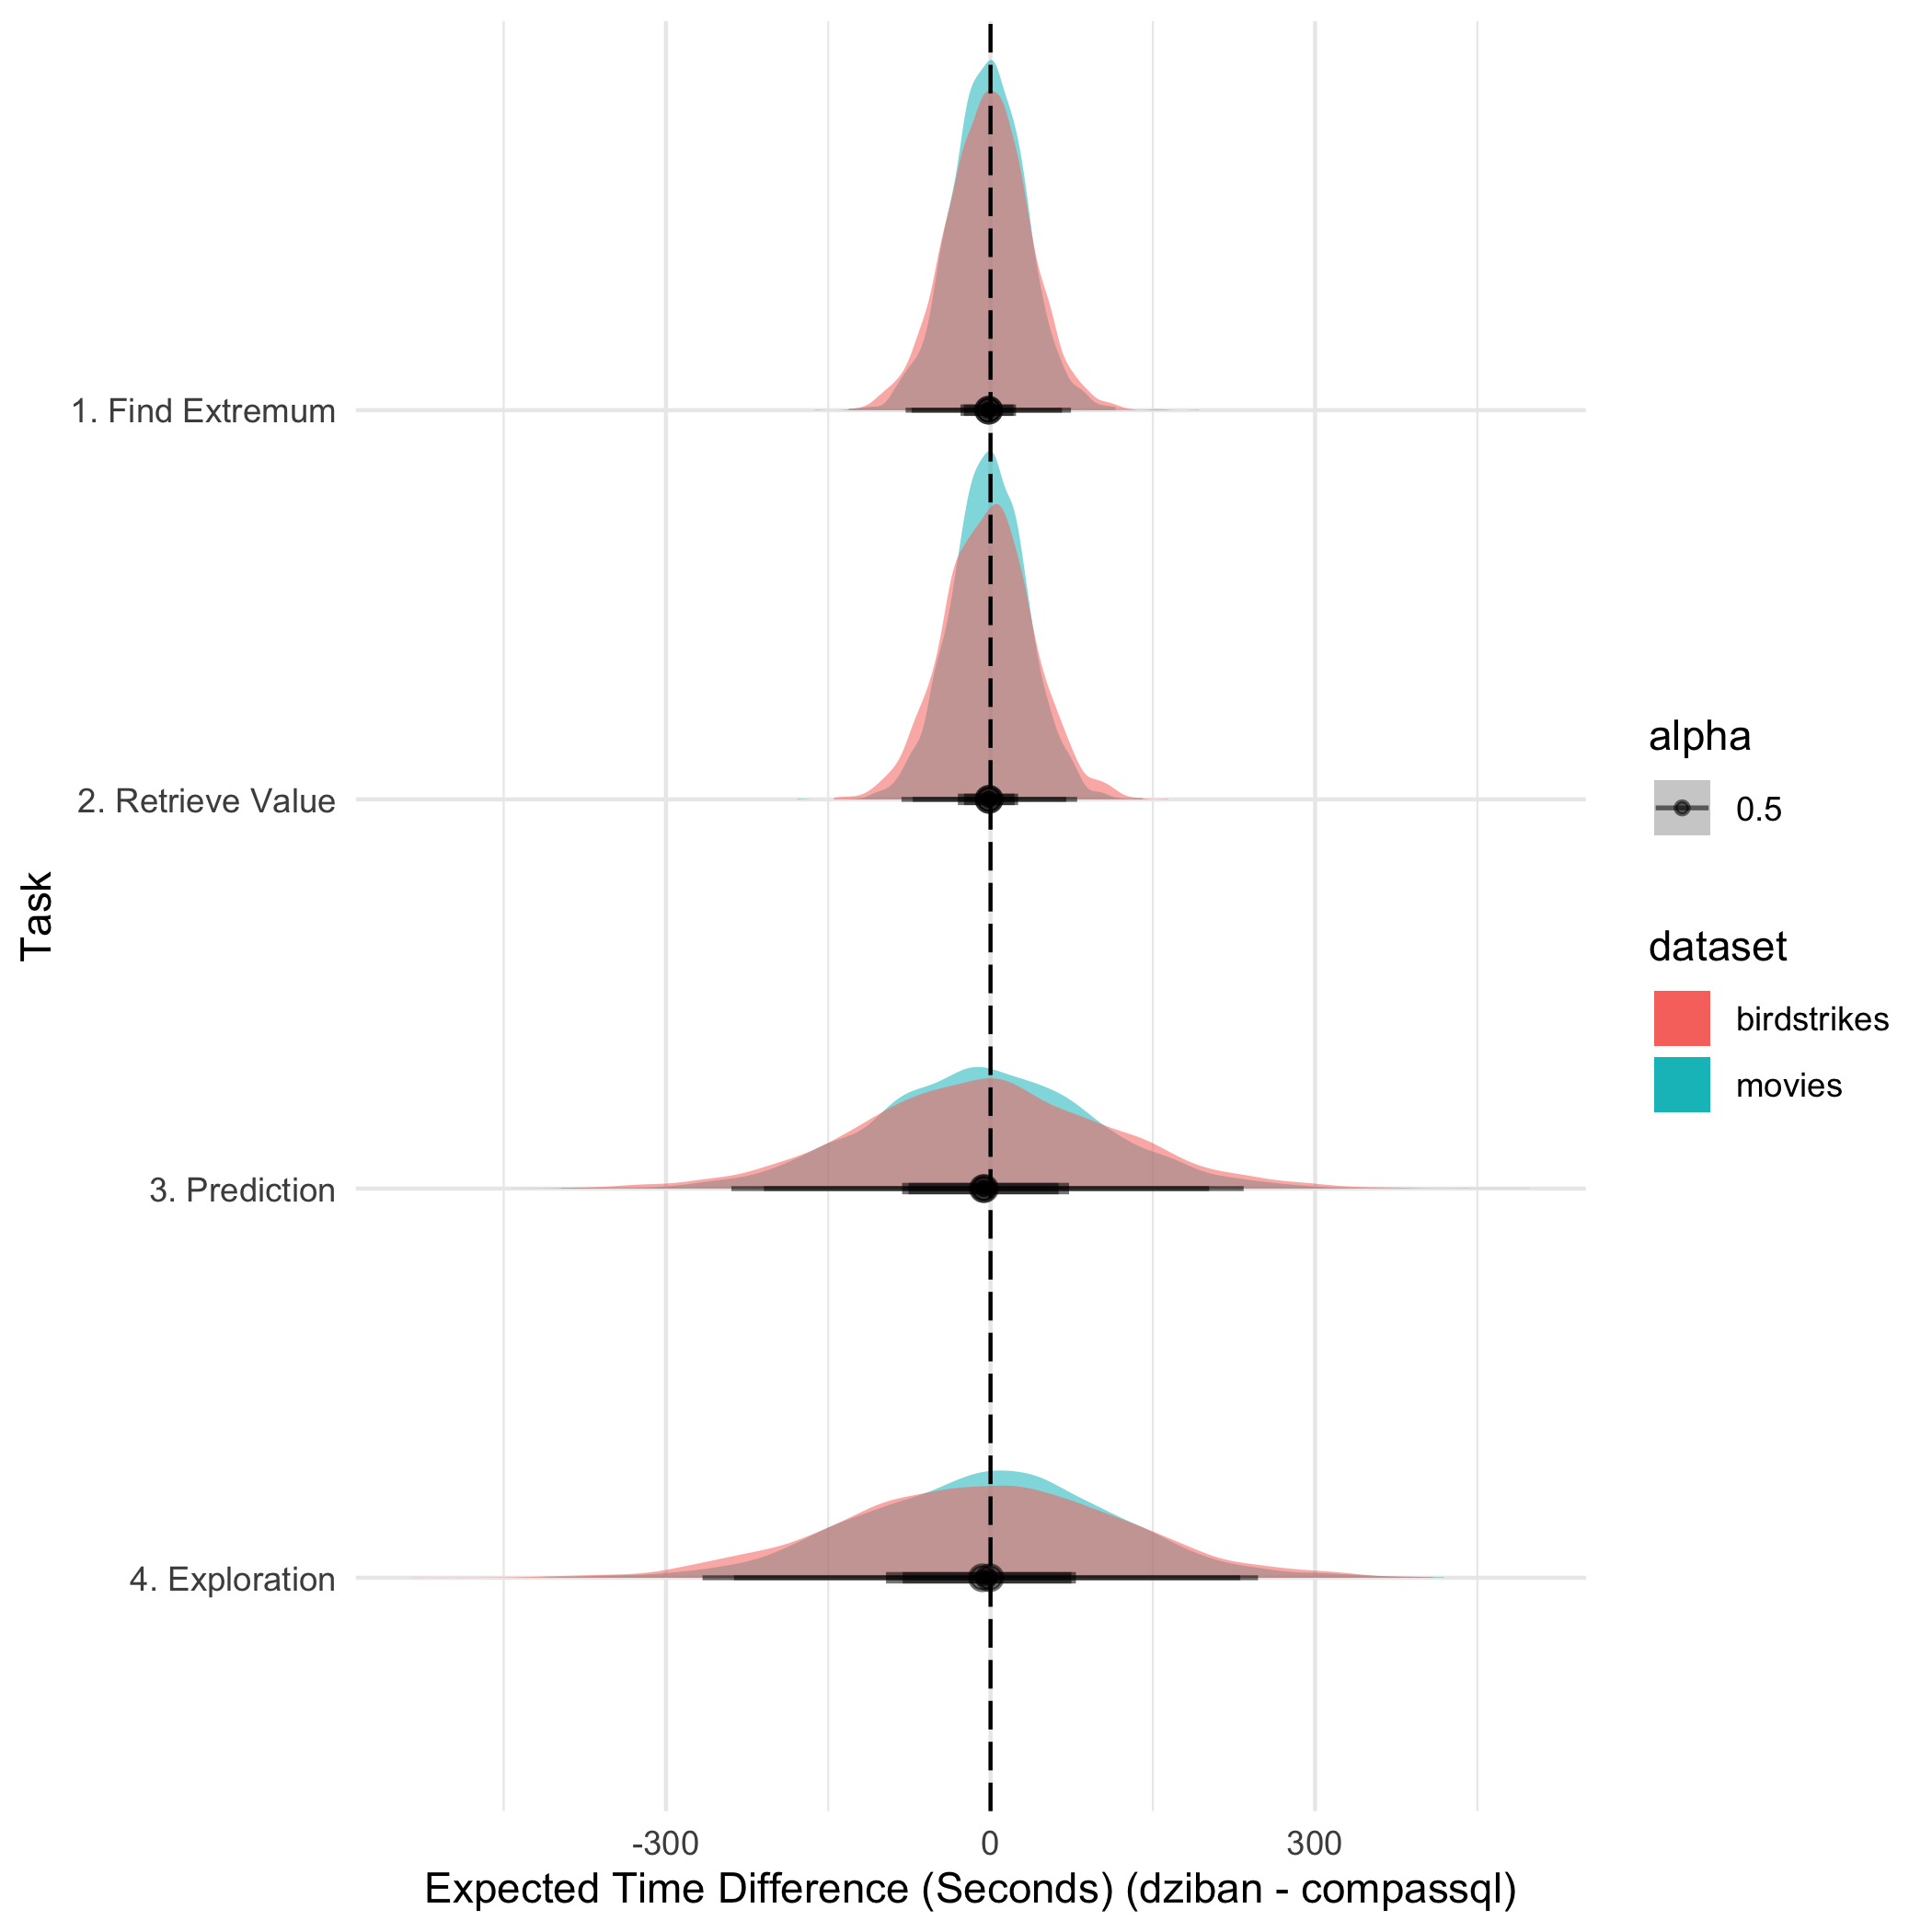 1. Find Extremum
2. Retrieve Value
3. Prediction
4. Exploration
Task
-300
0
300
Expected Time Difference (Seconds) (dziban - compassql)
alpha
0.5
dataset
birdstrikes
movies